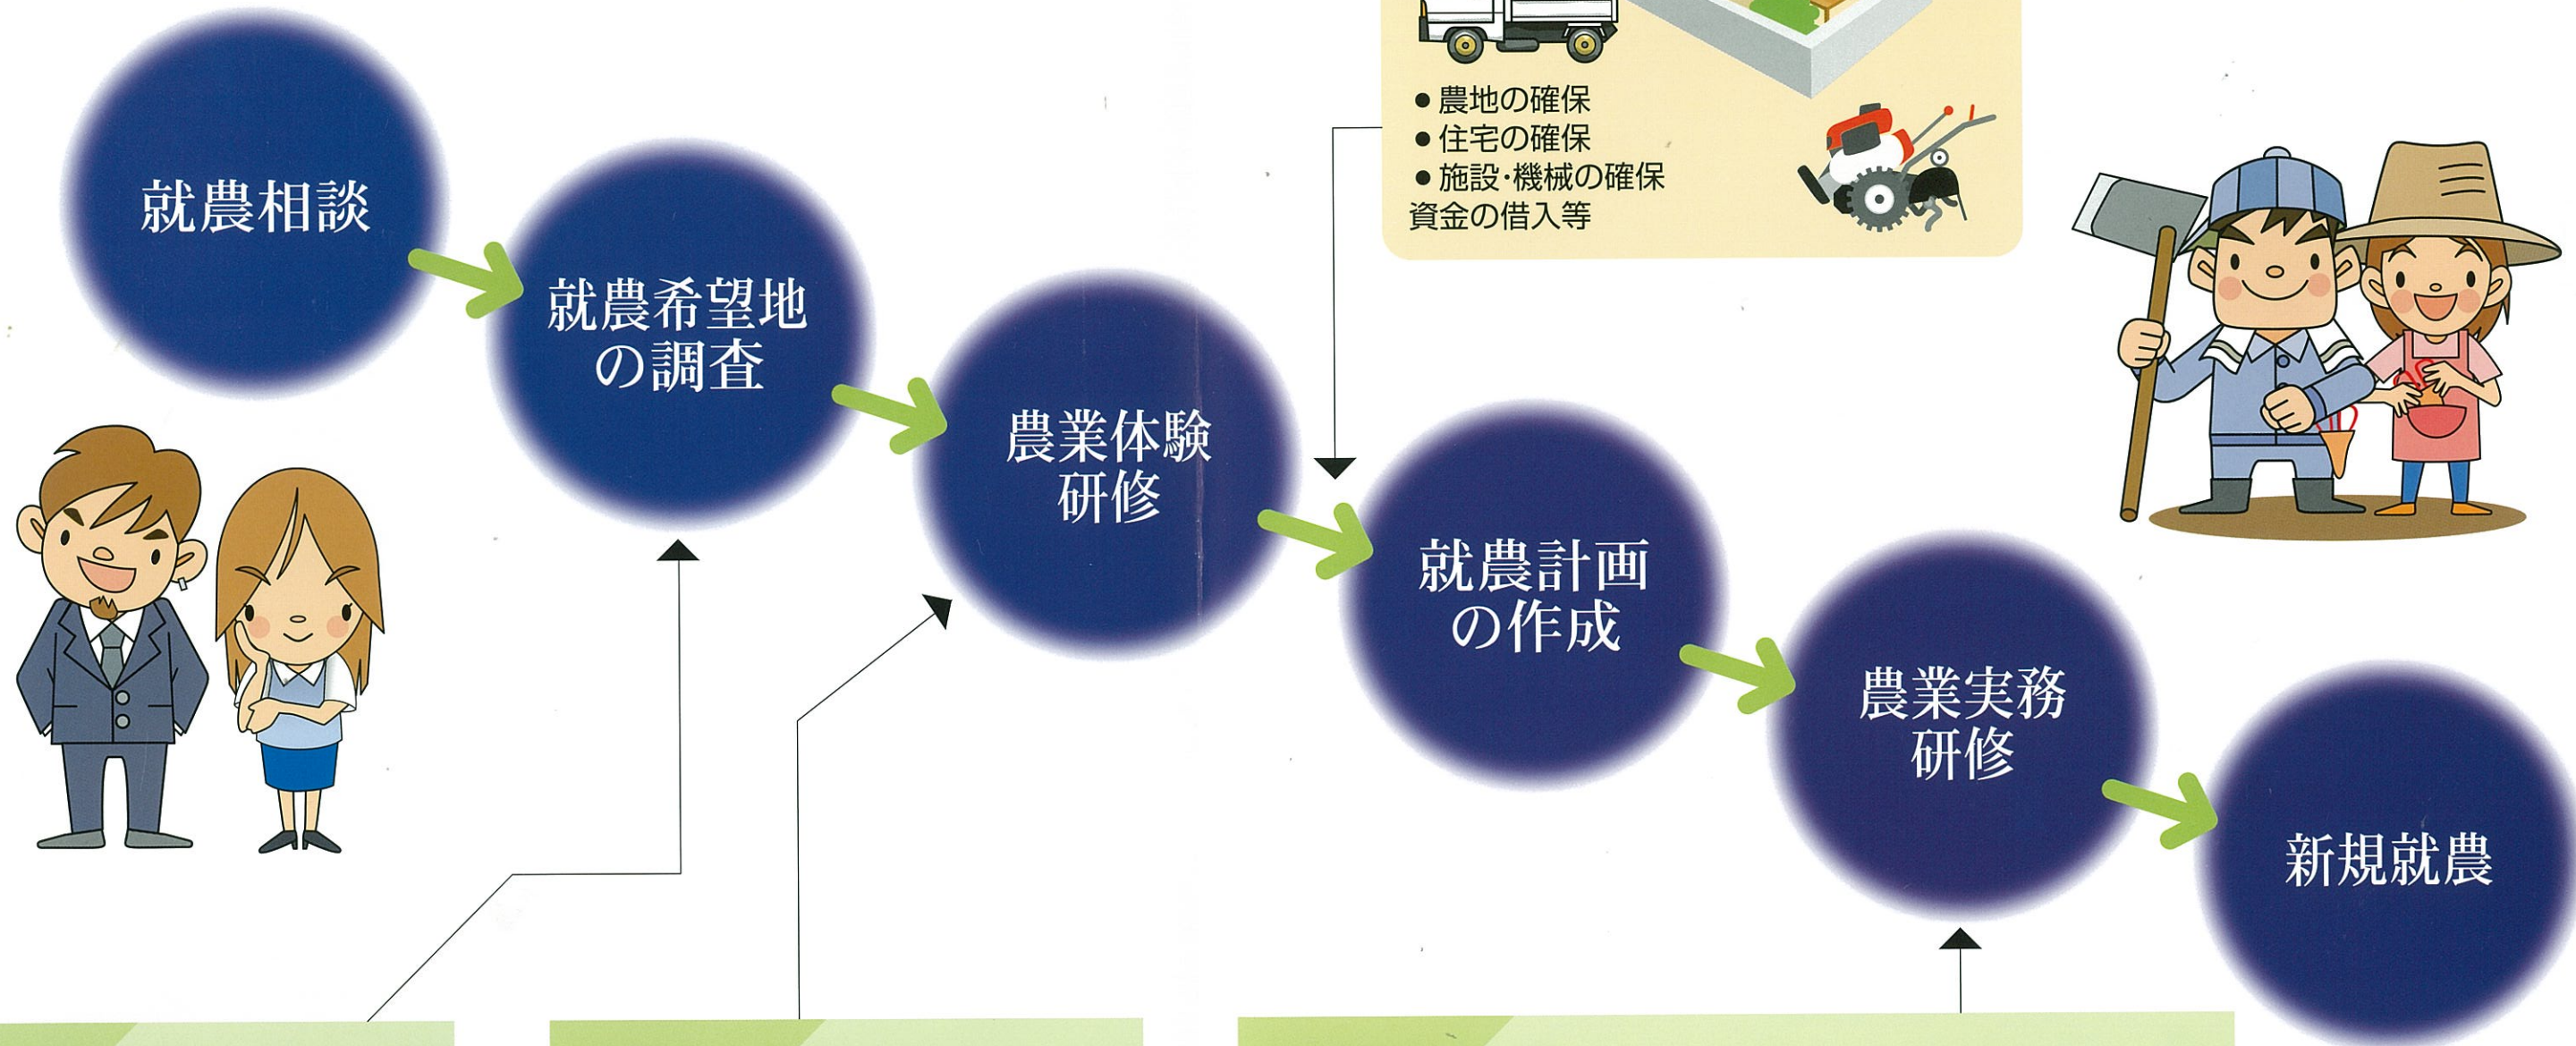 就農相談
就農希望地
の調査
農業体験
研修
● 農地の確保
● 住宅の確保
● 施設・機械の確保
資金の借入等
就農計画
の作成
農業実務
研修
新規就農